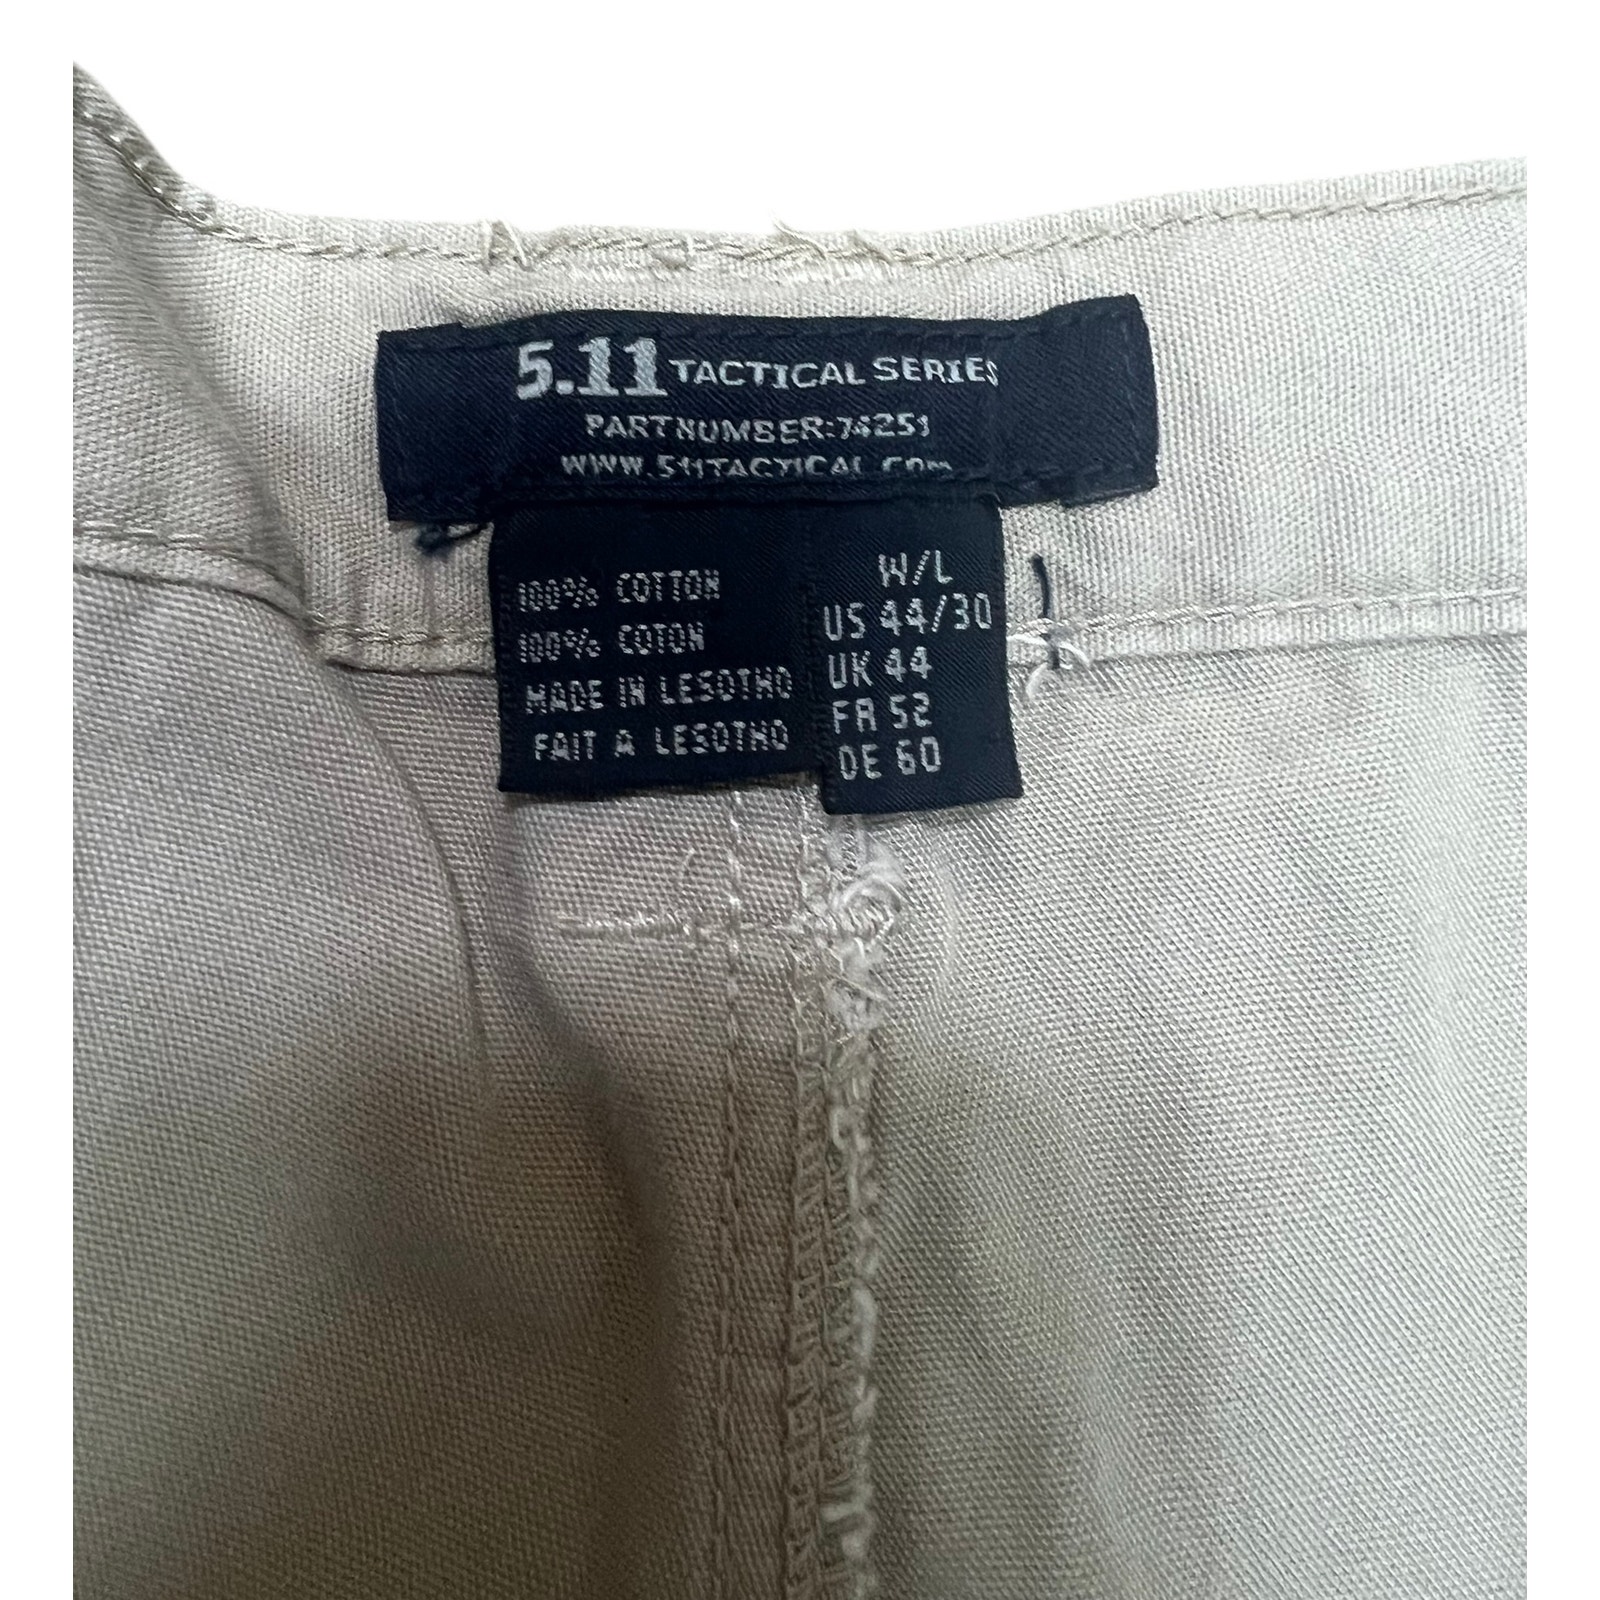 5.11 TACTICAL SERIES
PART NUMBER:74251
WWW.511TACTICAL.COM
100% COTTON
100% COTON
MADE IN LESOTHO
FAIT A LESOTHO
W/L
US 44/30
UK 44
FR 52
DE 60